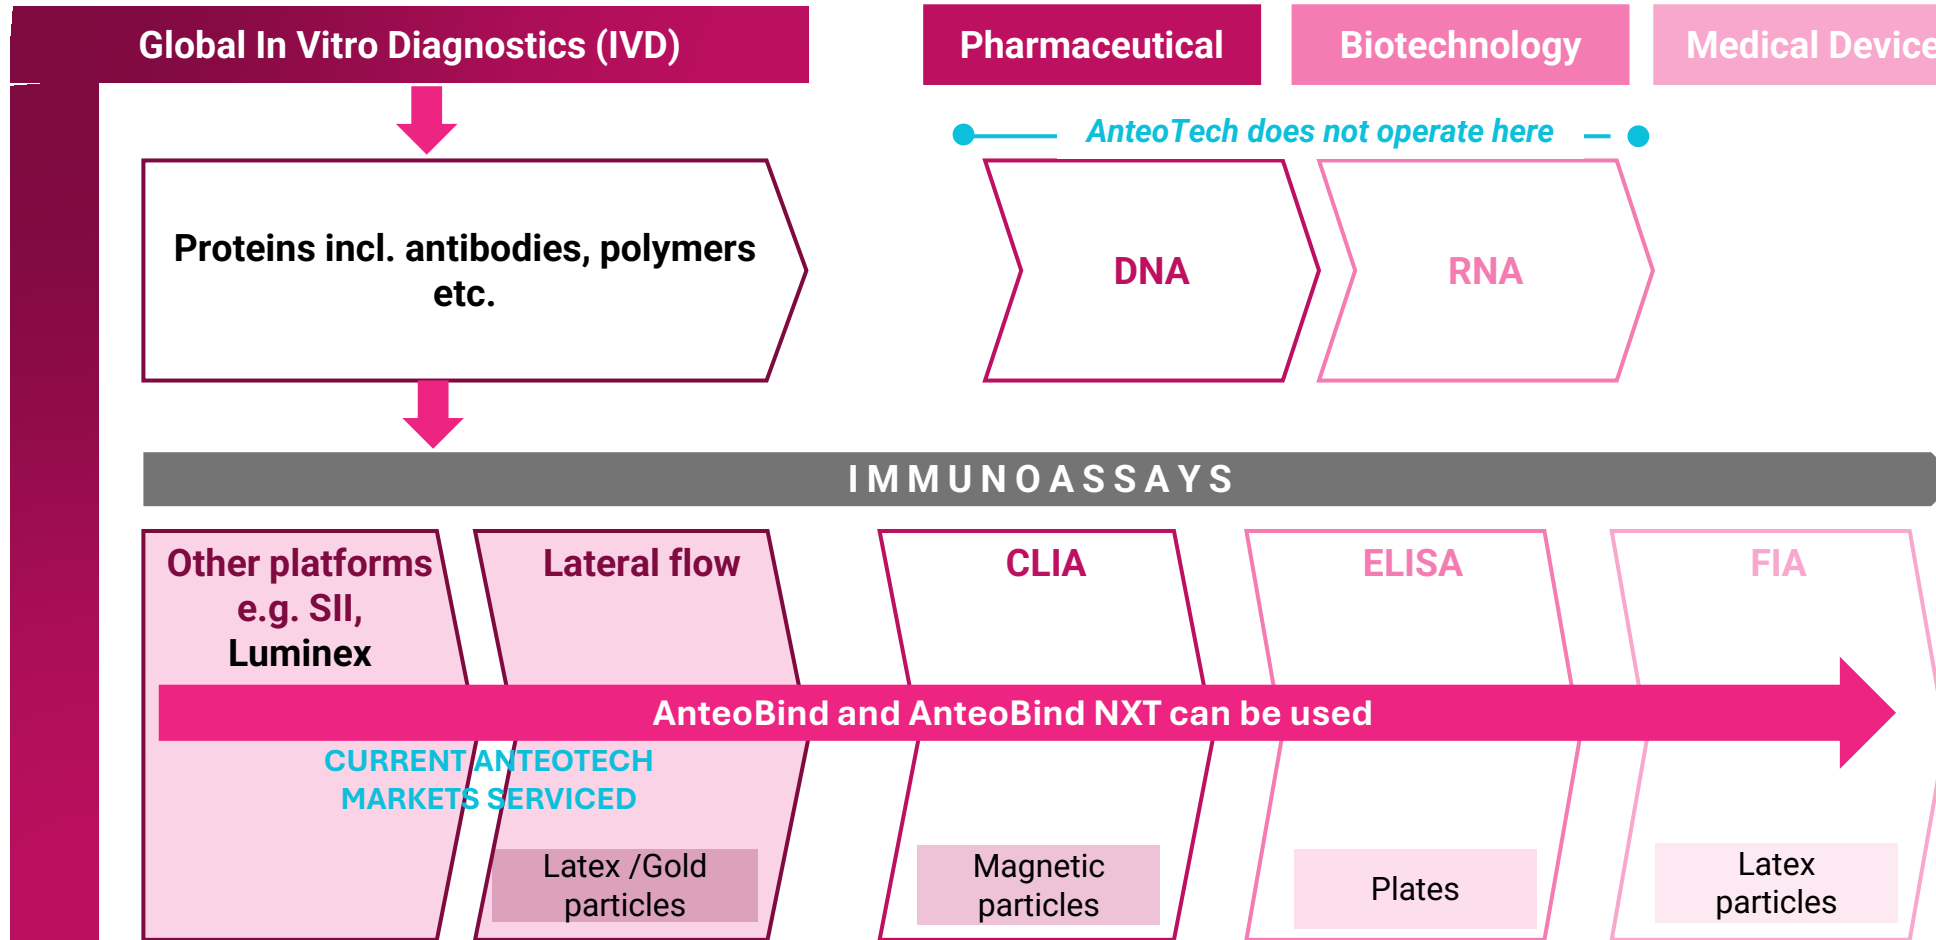 Global In Vitro Diagnostics (IVD)
Pharmaceutical
Biotechnology
Medical Device
AnteoTech does not operate here
Proteins incl. antibodies, polymers
etc.
DNA
RNA
IMMUNOASSAYS
Other platforms
e.g. SII,
Luminex
Lateral flow
CLIA
ELISA
FIA
AnteoBind and AnteoBind NXT can be used
CURRENT ANTEOTECH
MARKETS SERVICED
Latex /Gold
particles
Magnetic
particles
Plates
Latex
particles